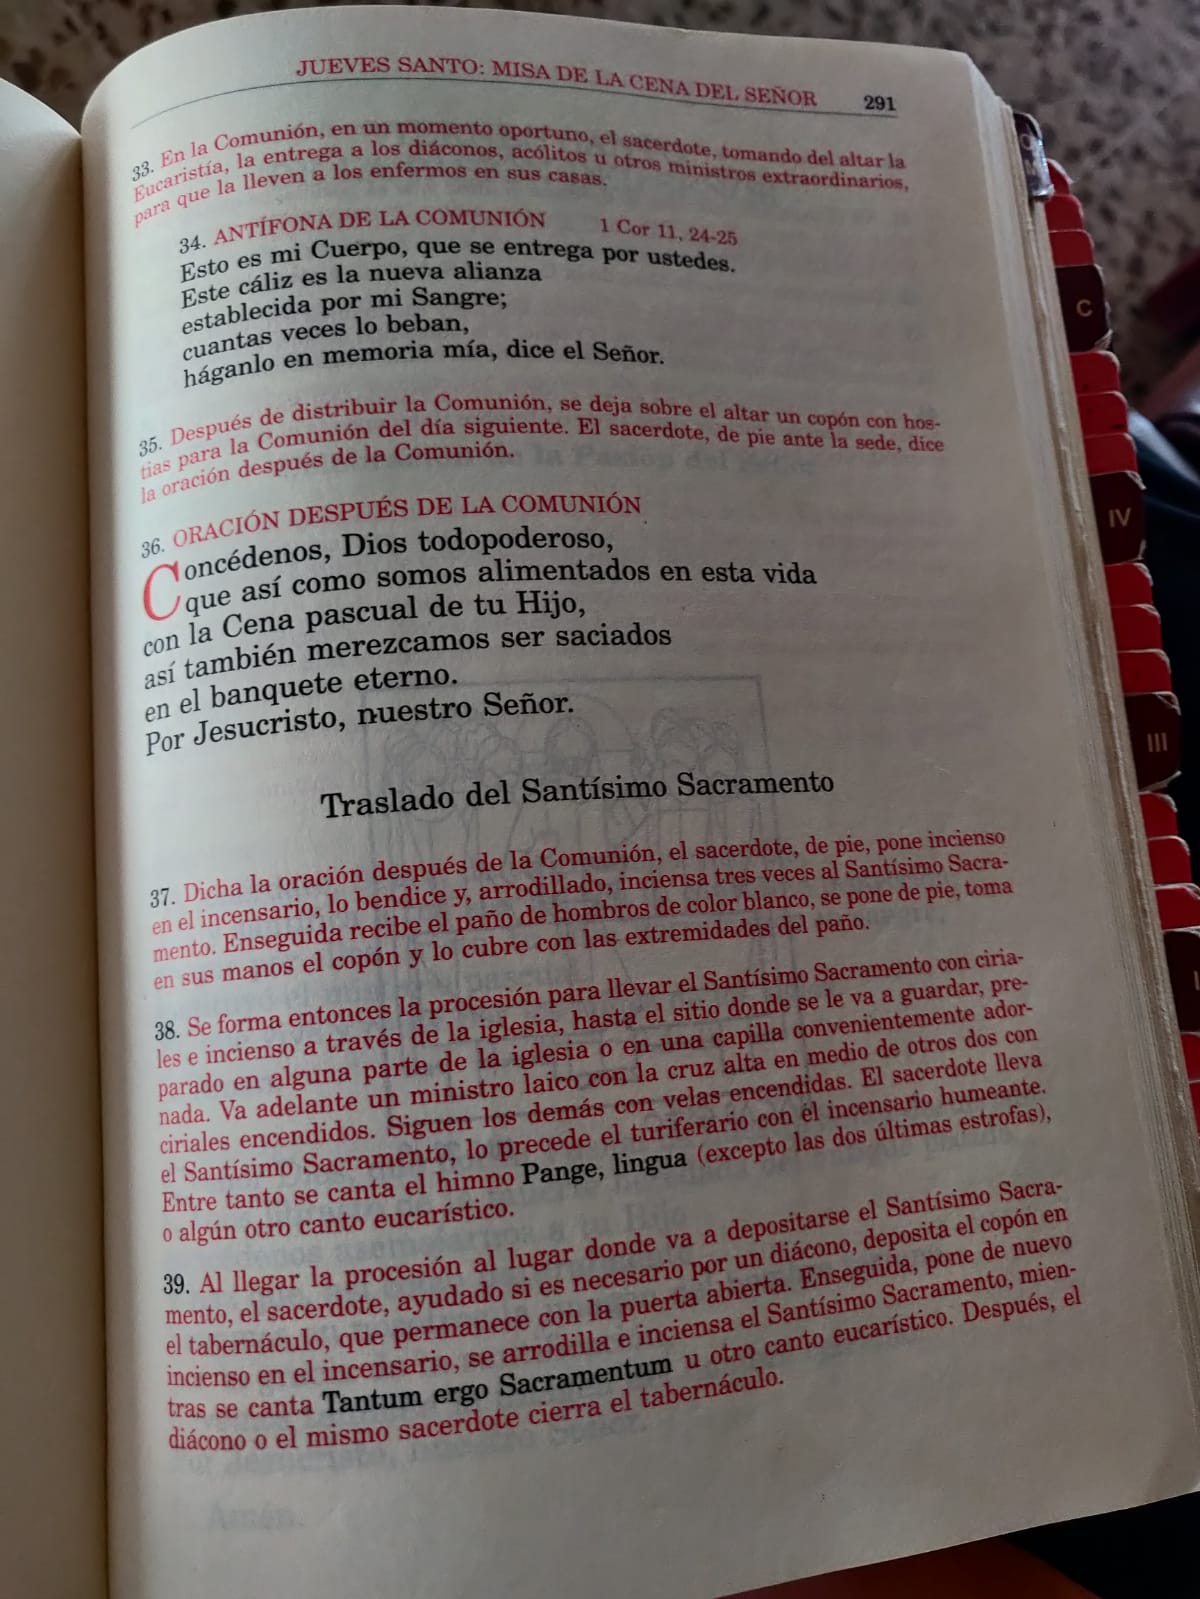 JUEVES SANTO: MISA DE LA CENA DEL SEÑOR 291
33. En la Comunión, en un momento oportuno, el sacerdote, tomando del altar la
Eucaristía, la entrega a los diáconos, acólitos u otros ministros extraordinarios,
para que la lleven a los enfermos en sus casas.
34. ANTÍFONA DE LA COMUNIÓN 1 Cor 11, 24-25
Esto es mi Cuerpo, que se entrega por ustedes.
Este cáliz es la nueva alianza
establecida por mi Sangre;
cuantas veces lo beban,
háganlo en memoria mía, dice el Señor.
35. Después de distribuir la Comunión, se deja sobre el altar un copón con hos-
tias para la Comunión del día siguiente. El sacerdote, de pie ante la sede, dice
la oración después de la Comunión.
36. ORACIÓN DESPUÉS DE LA COMUNIÓN
Concédenos, Dios todopoderoso,
que así como somos alimentados en esta vida
con la Cena pascual de tu Hijo,
así también merezcamos ser saciados
en el banquete eterno.
Por Jesucristo, nuestro Señor.
Traslado del Santísimo Sacramento
37. Dicha la oración después de la Comunión, el sacerdote, de pie, pone incienso
en el incensario, lo bendice y, arrodillado, inciensa tres veces al Santísimo Sacra-
mento. Enseguida recibe el paño de hombros de color blanco, se pone de pie, toma
en sus manos el copón y lo cubre con las extremidades del paño.
38. Se forma entonces la procesión para llevar el Santísimo Sacramento con ciria-
les e incienso a través de la iglesia, hasta el sitio donde se le va a guardar, pre-
parado en alguna parte de la iglesia o en una capilla convenientemente ador-
nada. Va adelante un ministro laico con la cruz alta en medio de otros dos con
ciriales encendidos. Siguen los demás con velas encendidas. El sacerdote lleva
el Santísimo Sacramento, lo precede el turiferario con el incensario humeante.
Entre tanto se canta el himno Pange, lingua (excepto las dos últimas estrofas),
o algún otro canto eucarístico.
39. Al llegar la procesión al lugar donde va a depositarse el Santísimo Sacra-
mento, el sacerdote, ayudado si es necesario por un diácono, deposita el copón en
el tabernáculo, que permanece con la puerta abierta. Enseguida, pone de nuevo
incienso en el incensario, se arrodilla e inciensa el Santísimo Sacramento, mien-
tras se canta Tantum ergo Sacramentum u otro canto eucarístico. Después, el
diácono o el mismo sacerdote cierra el tabernáculo.
C
IV
III